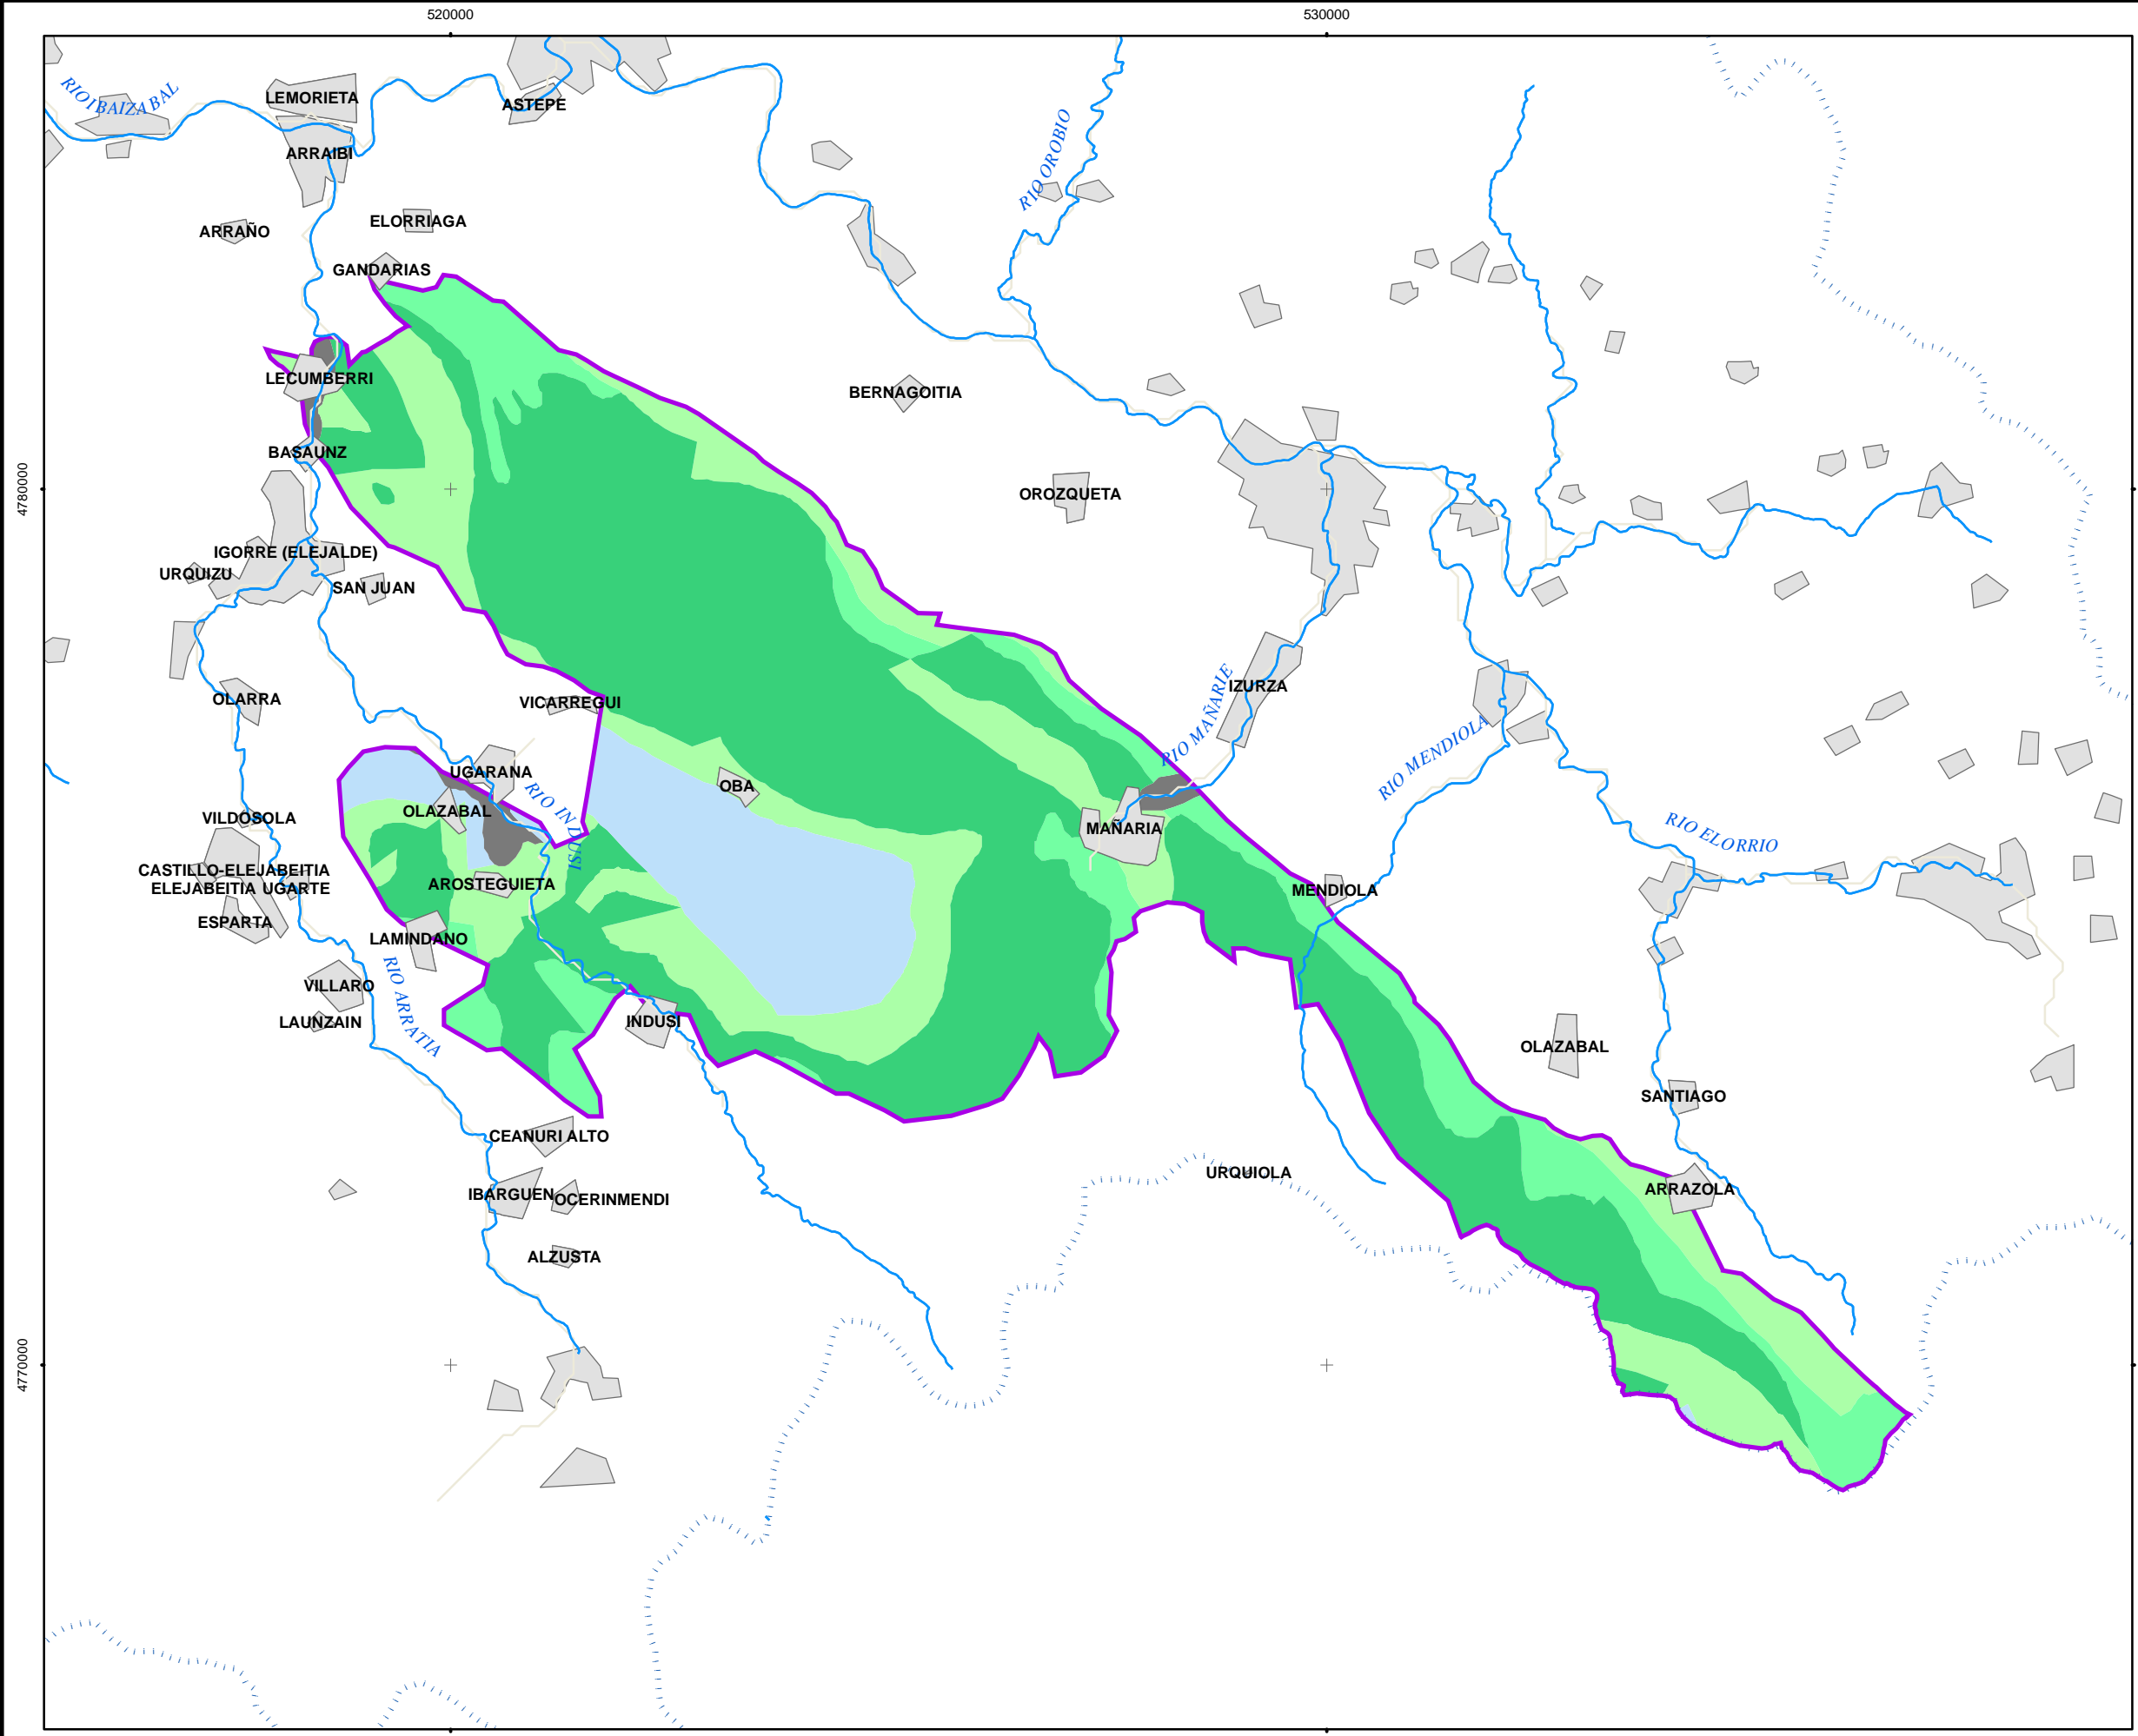 520000
530000
RIO IBAIZABAL
LEMORIETA
ASTEPE
ARRAIBI
RIO OROBIO
ARRAÑO
ELORRIAGA
GANDARIAS
LECUMBERRI
BERNAGOITIA
BASAUNZ
4780000
OROZQUETA
IGORRE (ELEJALDE)
URQUIZU
SAN JUAN
OLARRA
VICARREGUI
IZURZA
RIO MAÑARIE
RIO MENDIOLA
UGARANA
OBA
RIO INDUSI
OLAZABAL
VILDOSOLA
MAÑARIA
RIO ELORRIO
CASTILLO-ELEJABEITIA
ELEJABEITIA UGARTE
AROSTEGUIETA
MENDIOLA
ESPARTA
LAMINDANO
VILLARO
RIO ARRATIA
LAUNZAIN
INDUSI
OLAZABAL
SANTIAGO
CEANURI ALTO
URQUIOLA
ARRAZOLA
IBARGUEN
OCERINMENDI
ALZUSTA
4770000